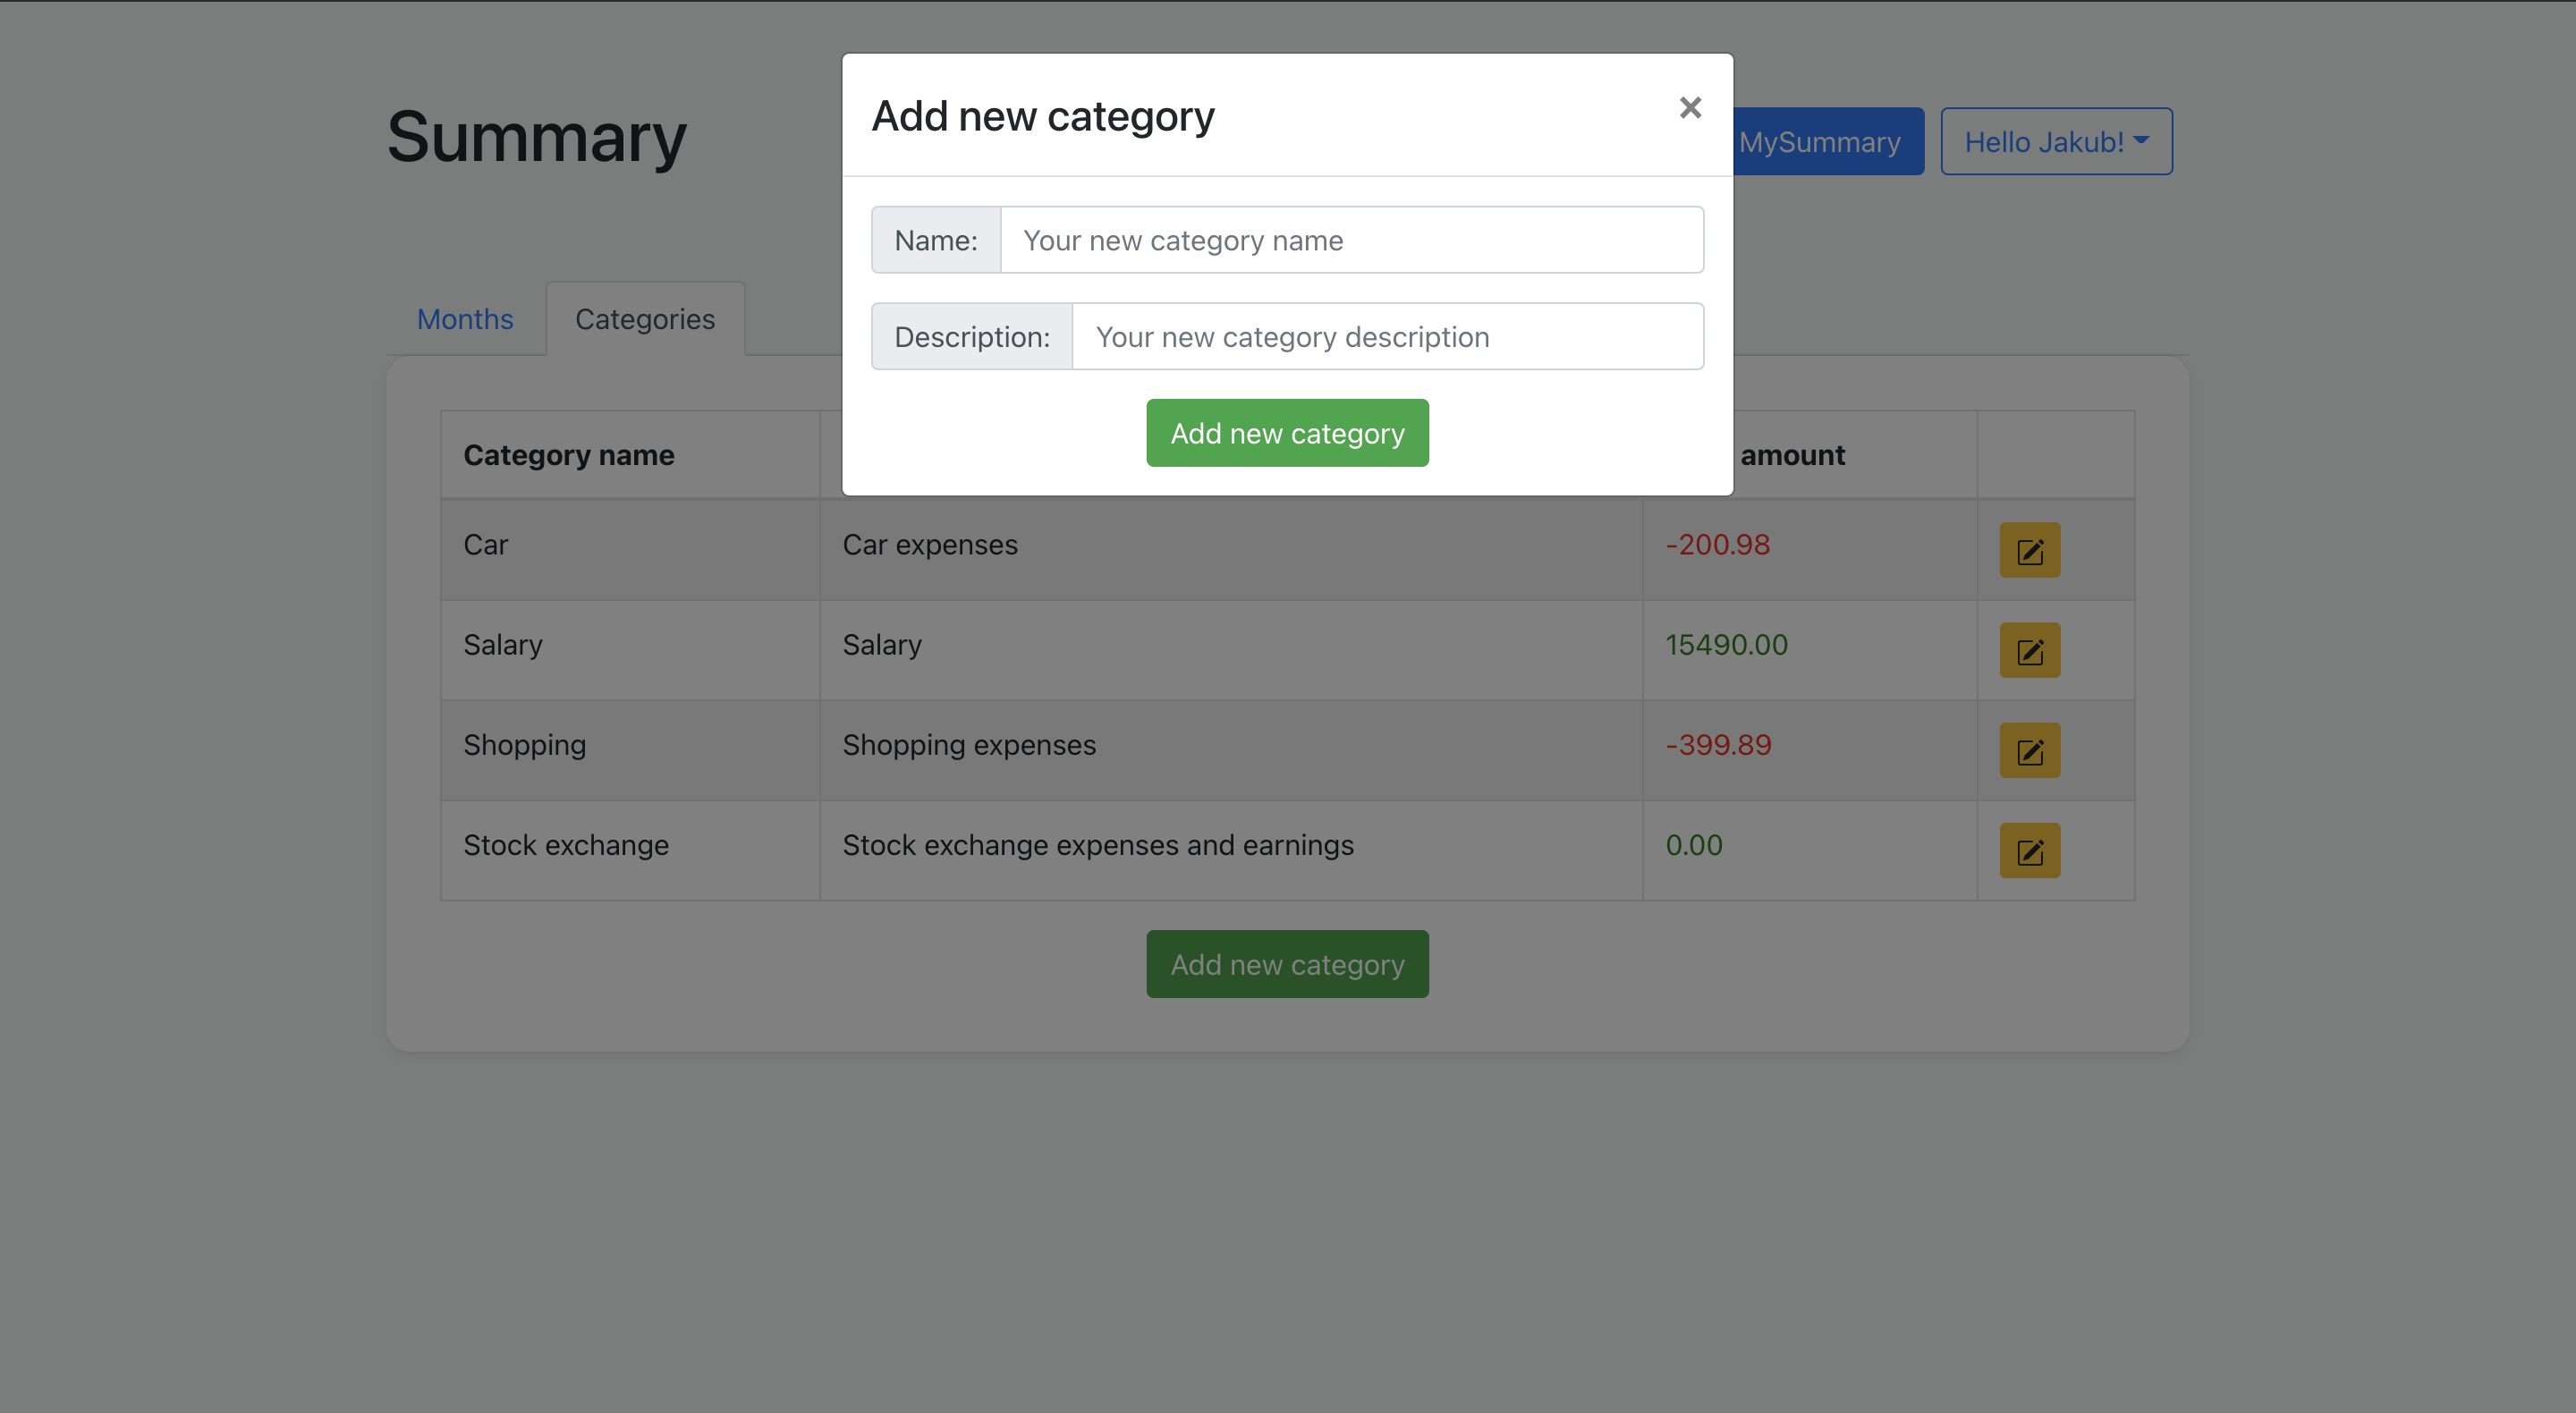 Add new category
×
Summary
MySummary
Hello Jakub!
Name:
Your new category name
Months
Categories
Description:
Your new category description
Add new category
Category name
amount
Car
Car expenses
-200.98
Salary
Salary
15490.00
Shopping
Shopping expenses
-399.89
Stock exchange
Stock exchange expenses and earnings
0.00
Add new category